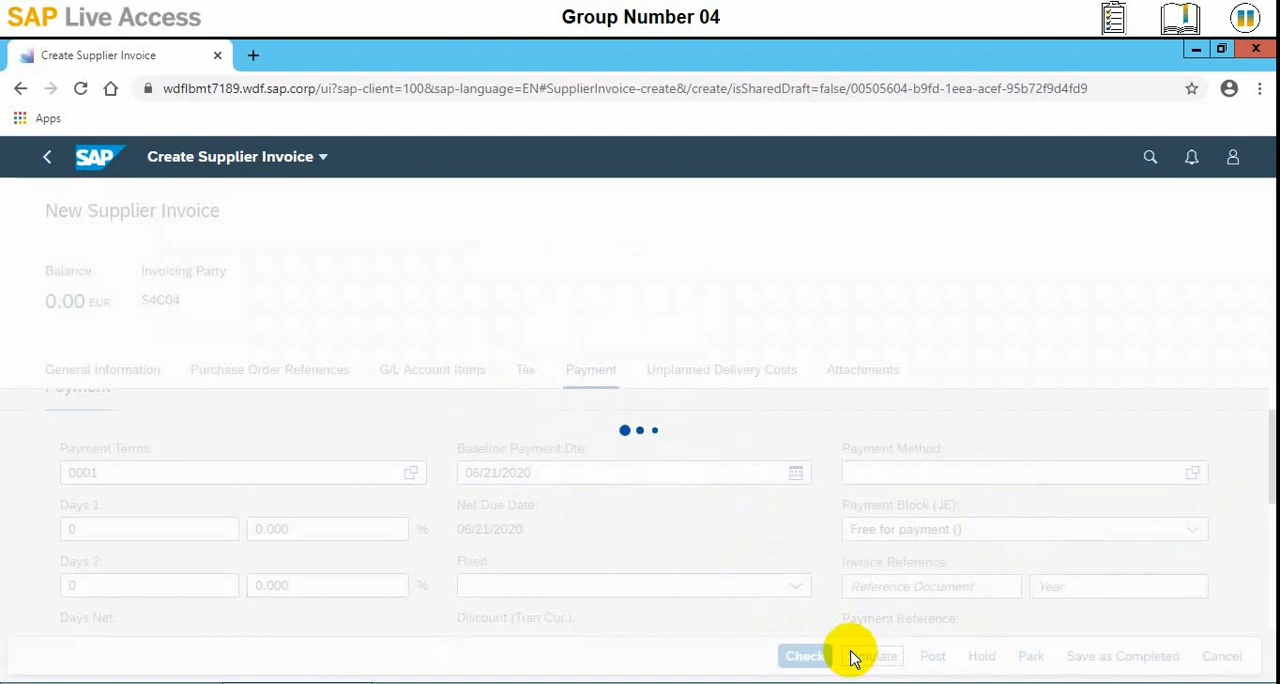 SAP Live Access
Group Number 04
Create Supplier Invoice
wdflbmt7189.wdf.sap.corp/ui?sap-client=100&sap-language=EN#SupplierInvoice-create&/create/isSharedDraft=false/00505604-b9fd-1eea-acef-95b72f9d4fd9
Apps
SAP Create Supplier Invoice
New Supplier Invoice
Balance Invoicing Party
0.00 EUR S4C04
General Information Purchase Order References G/L Account Items Tax Payment Unplanned Delivery Costs Attachments
Payment
Payment Terms: Baseline Payment Dte: Payment Method:
0001 06/21/2020
Days 1: Net Due Date: Payment Block (JE):
0 0.000 % 06/21/2020 Free for payment ()
Days 2: Fixed: Invoice Reference:
0 0.000 % Reference Document Year
Days Net: Discount (Tran Cur.): Payment Reference:
Check Post Hold Park Save as Completed Cancel